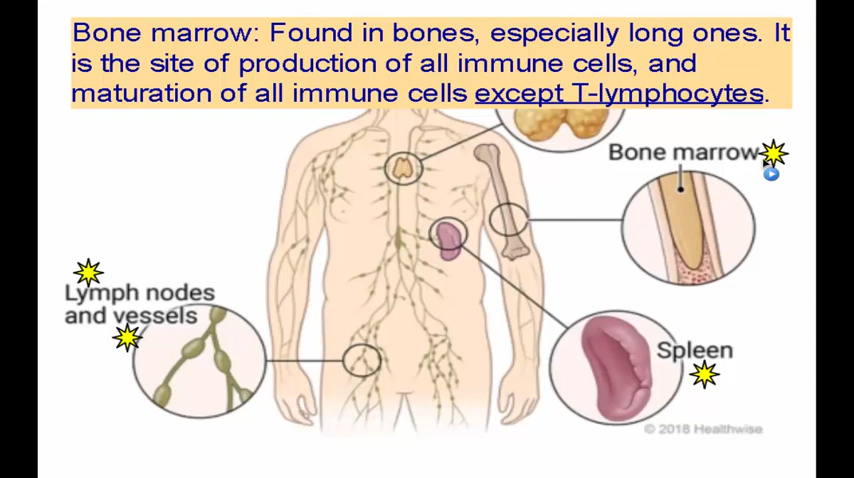 Bone marrow: Found in bones, especially long ones. It
is the site of production of all immune cells, and
maturation of all immune cells except T-lymphocytes.
Bone marrow
Lymph nodes
and vessels
Spleen
© 2018 Healthwise